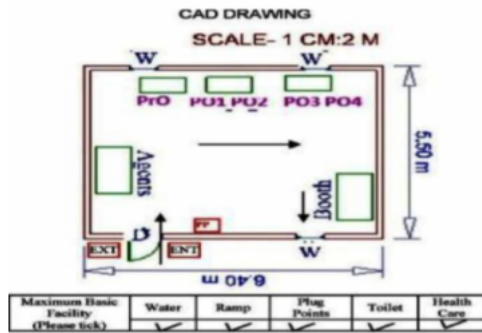 CAD DRAWING
SCALE- 1 CM:2 M
W W
PrO PO1 PO2 PO3 PO4
Agents
Booth
5.50 m
PP
D
EXT ENT
W
6.40 m
Maximum Basic Facility (Please tick) Water Ramp Plug Points Toilet Health Care